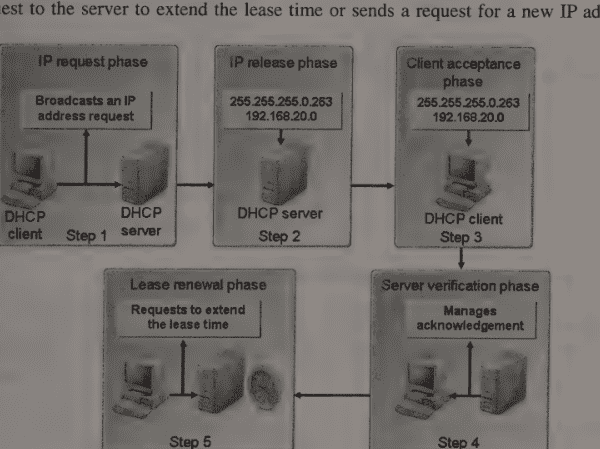 est to the server to extend the lease time or sends a request for a new IP ad
IP request phase
Broadcasts an IP
address request
DHCP
client
DHCP
server
Step 1
IP release phase
255.255.255.0.263
192.168.20.0
DHCP server
Step 2
Client acceptance
phase
255.255.255.0.263
192.168.20.0
DHCP client
Step 3
Server verification phase
Manages
acknowledgement
Step 4
Lease renewal phase
Requests to extend
the lease time
Step 5